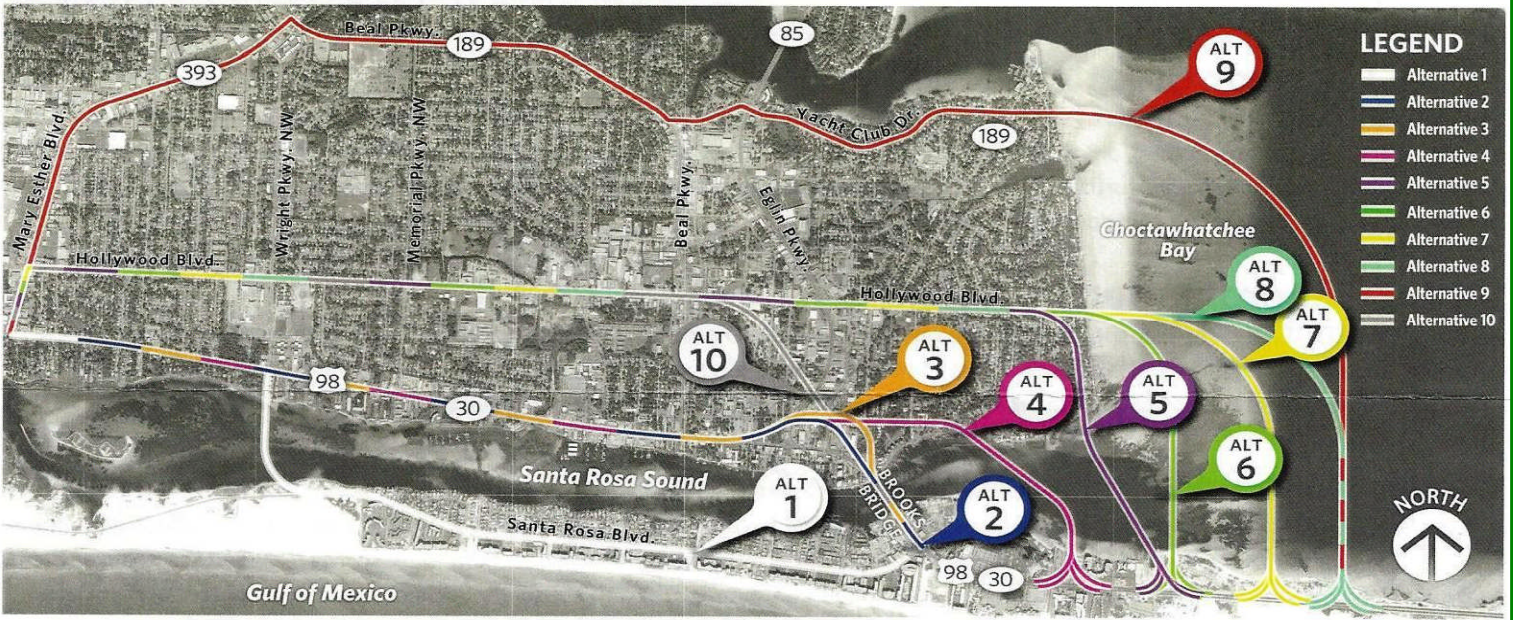 Beal Pkwy.
189
85
393
ALT
9
LEGEND
Alternative 1
Alternative 2
Alternative 3
Alternative 4
Alternative 5
Alternative 6
Alternative 7
Alternative 8
Alternative 9
Alternative 10
Mary Esther Blvd.
Wright Pkwy. NW
Memorial Pkwy. NW
Beal Pkwy.
Yacht Club Dr.
189
Eglin Pkwy
Choctawhatchee
Bay
Hollywood Blvd.
Hollywood Blvd.
ALT
8
ALT
7
ALT
10
ALT
3
ALT
4
ALT
5
ALT
6
98
30
Santa Rosa Sound
BROOKS
BRIDGE
ALT
1
ALT
2
NORTH
Santa Rosa Blvd.
98
30
Gulf of Mexico